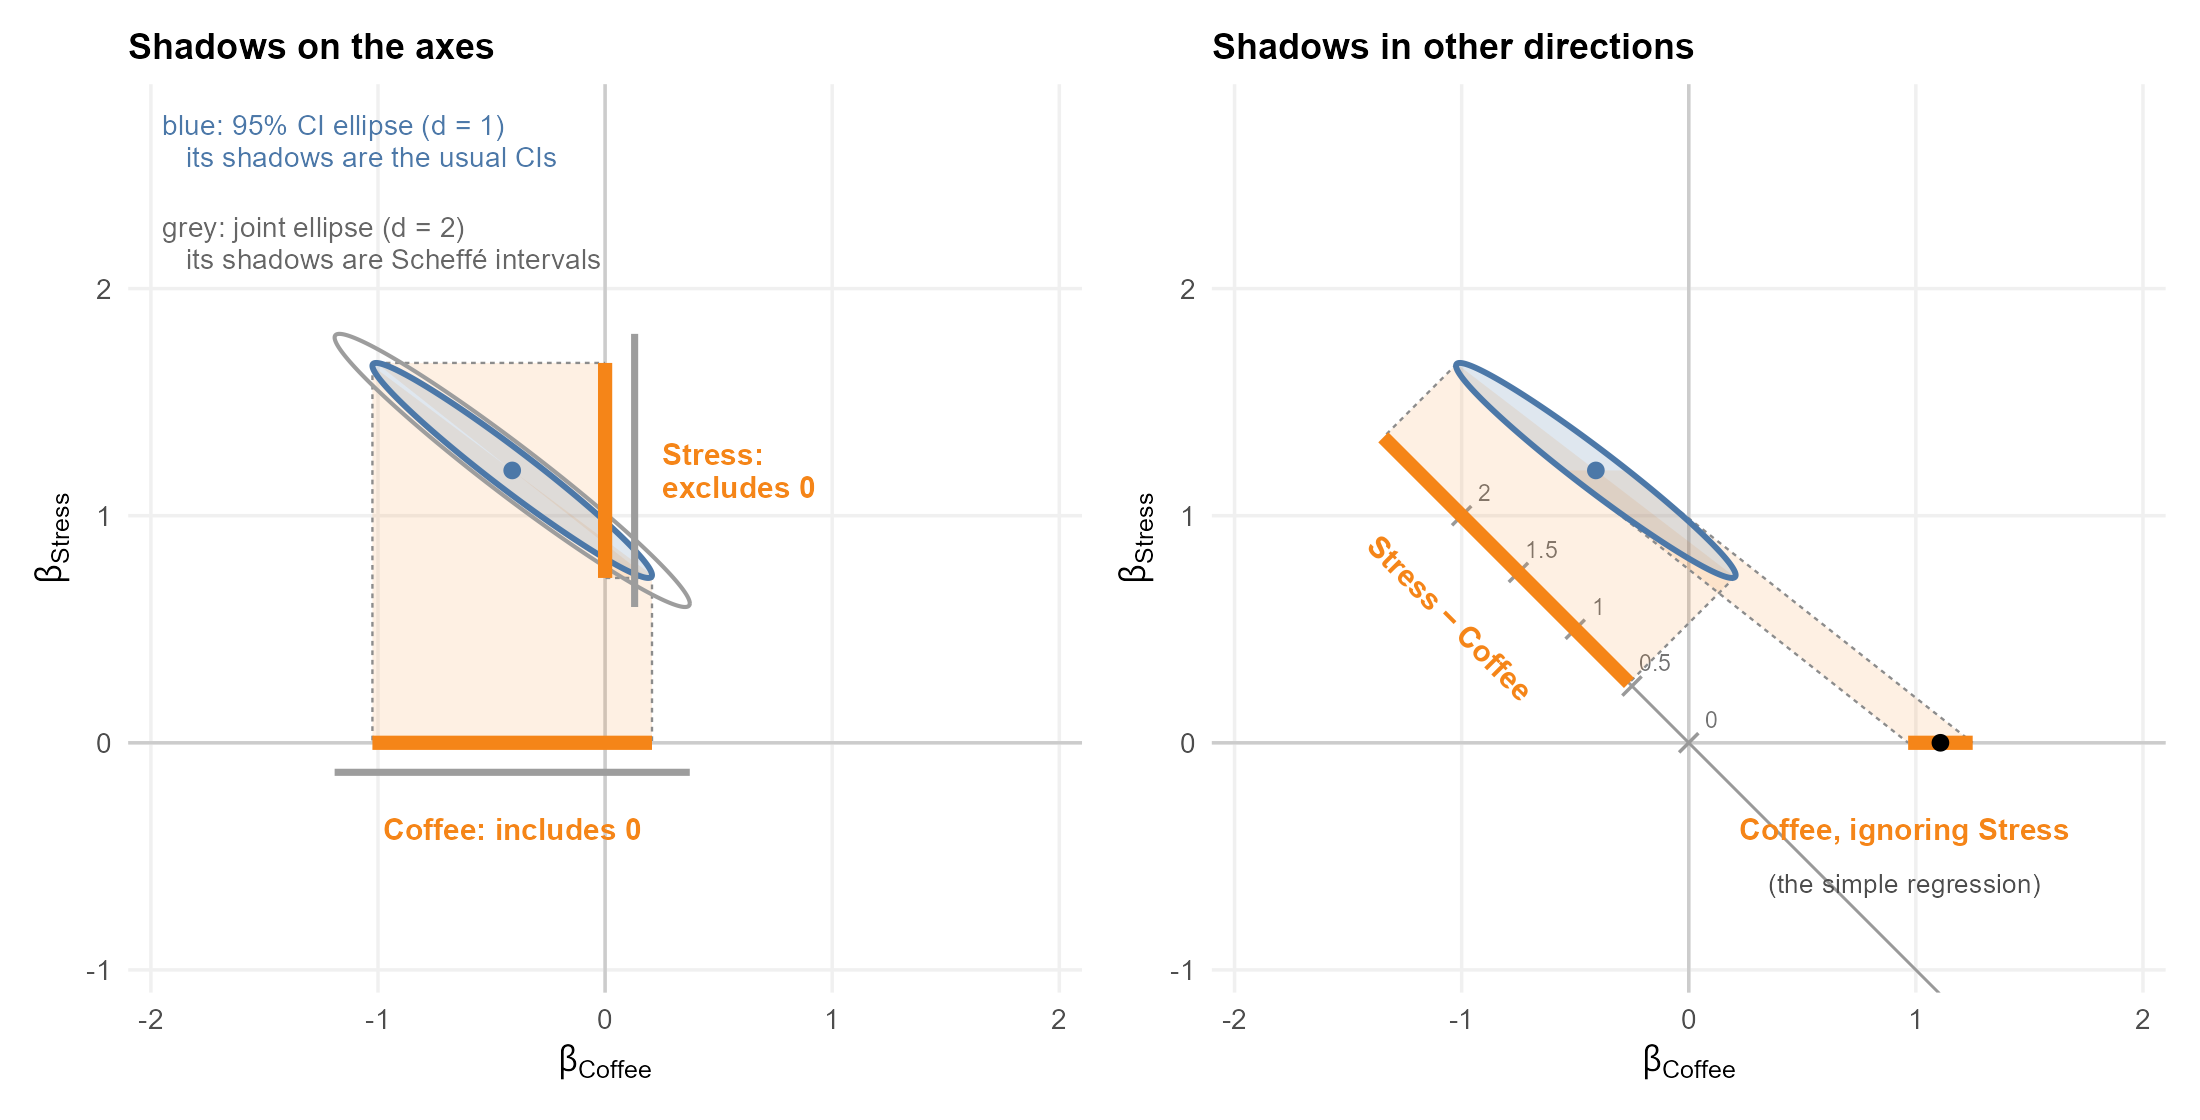 Shadows on the axes
blue: 95% CI ellipse (d = 1)
its shadows are the usual CIs
grey: joint ellipse (d = 2)
its shadows are Scheffé intervals
Stress:
excludes 0
Coffee: includes 0
2
1
0
-1
-2
-1
0
1
2
βStress
βCoffee
Shadows in other directions
2
1.5
1
0.5
0
Stress – Coffee
Coffee, ignoring Stress
(the simple regression)
2
1
0
-1
-2
-1
0
1
2
βStress
βCoffee